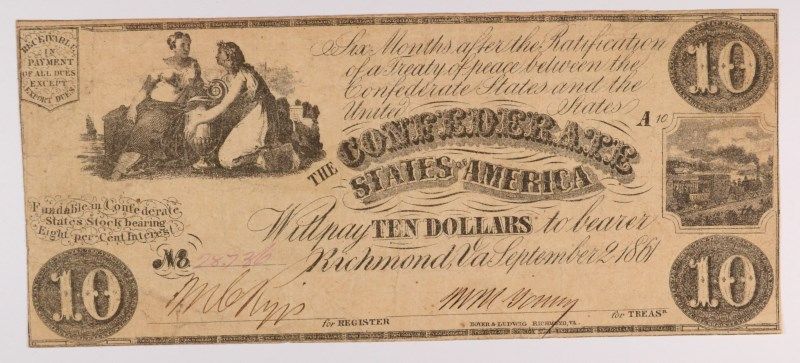 RECEIVABLE
IN
PAYMENT
OF ALL DUES
EXCEPT
EXPORT DUES
Six Months after the Ratification
of a Treaty of peace between the
Confederate States and the
United States
10
A 10
THE CONFEDERATE
STATES OF AMERICA
Fundable in Confederate
States Stock bearing
Eight per Cent Interest
Will pay TEN DOLLARS to bearer
No 28736
Richmond, Va September 2, 1861
10
10
for REGISTER
for TREASR
& LUDWIG RICHMOND, VA.